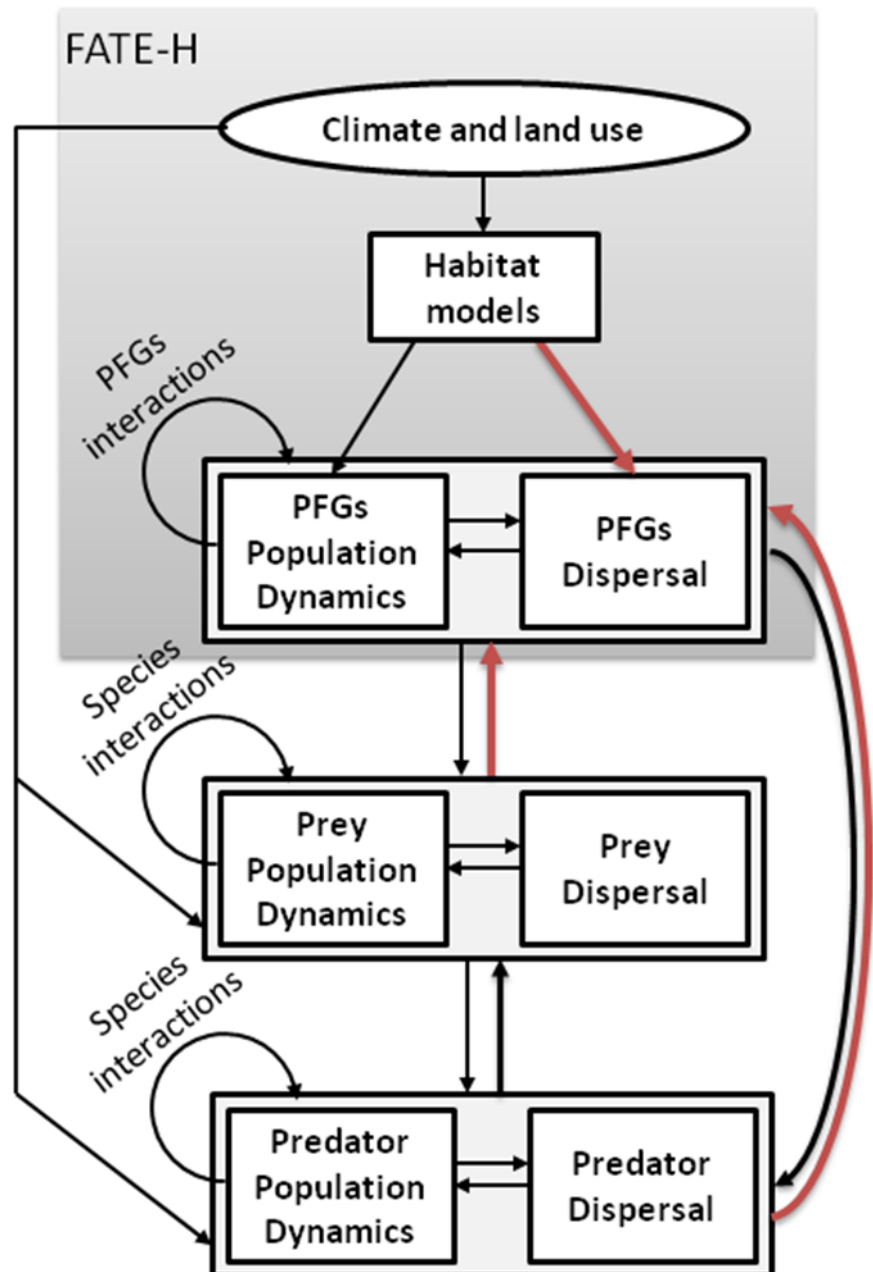 FATE-H
Climate and land use
Habitat
models
PFGs
interactions
PFGs
Population
Dynamics
PFGs
Dispersal
Species
interactions
Prey
Population
Dynamics
Prey
Dispersal
Species
interactions
Predator
Population
Dynamics
Predator
Dispersal